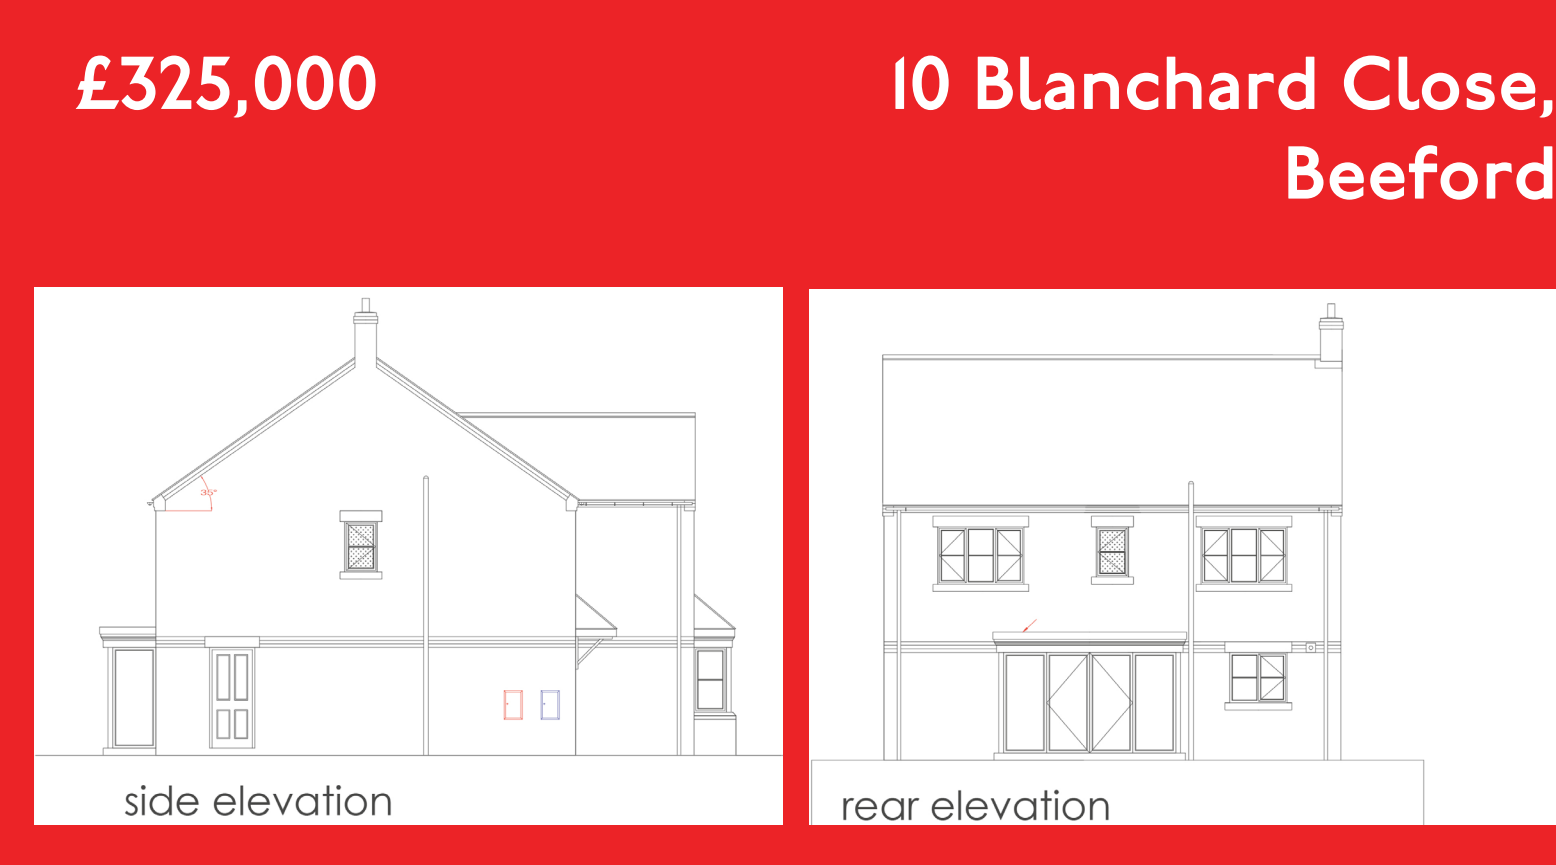 £325,000
10 Blanchard Close,
Beeford
35°
side elevation
rear elevation